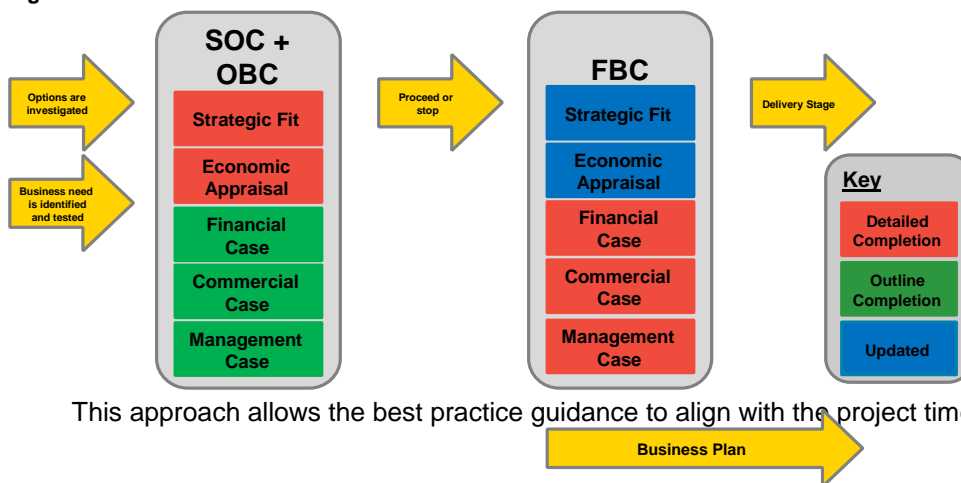 SOC +
OBC
Options are
investigated
Business need
is identified
and tested
Strategic Fit
Economic
Appraisal
Financial
Case
Commercial
Case
Management
Case
Proceed or
stop
FBC
Strategic Fit
Economic
Appraisal
Financial
Case
Commercial
Case
Management
Case
Delivery Stage
Key
Detailed
Completion
Outline
Completion
Updated
This approach allows the best practice guidance to align with the project
Business Plan